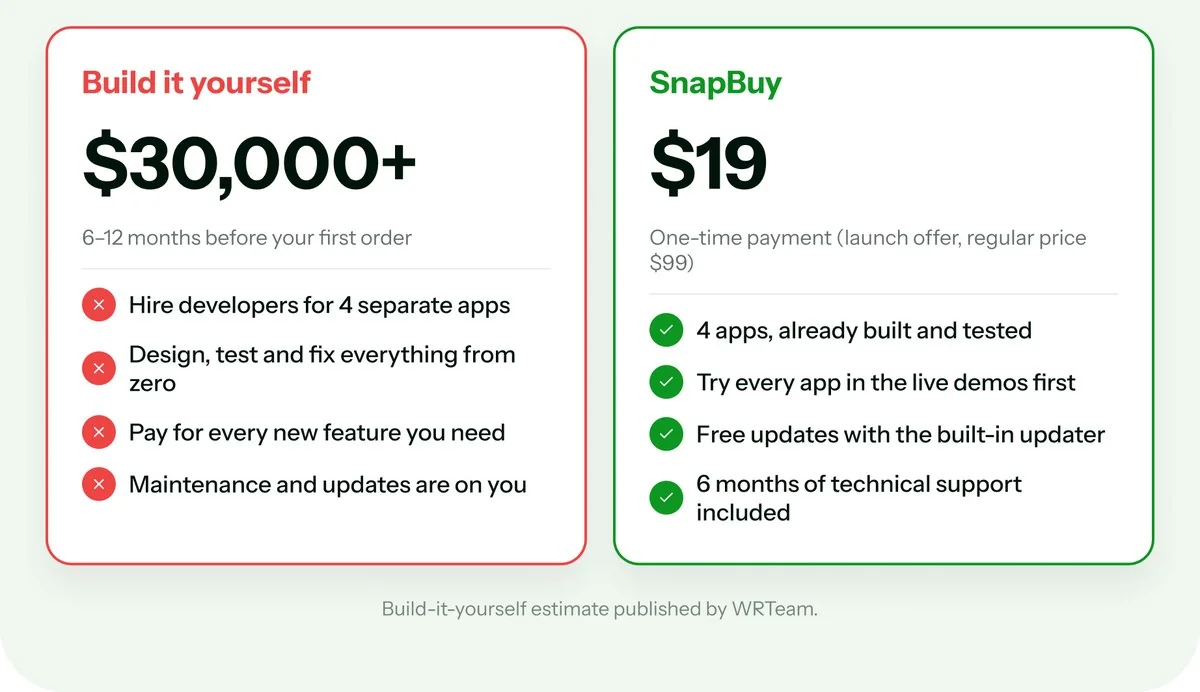 Build it yourself
$30,000+
6–12 months before your first order
Hire developers for 4 separate apps
Design, test and fix everything from
zero
Pay for every new feature you need
Maintenance and updates are on you
SnapBuy
$19
One-time payment (launch offer, regular price
$99)
4 apps, already built and tested
Try every app in the live demos first
Free updates with the built-in updater
6 months of technical support
included
Build-it-yourself estimate published by WRTeam.